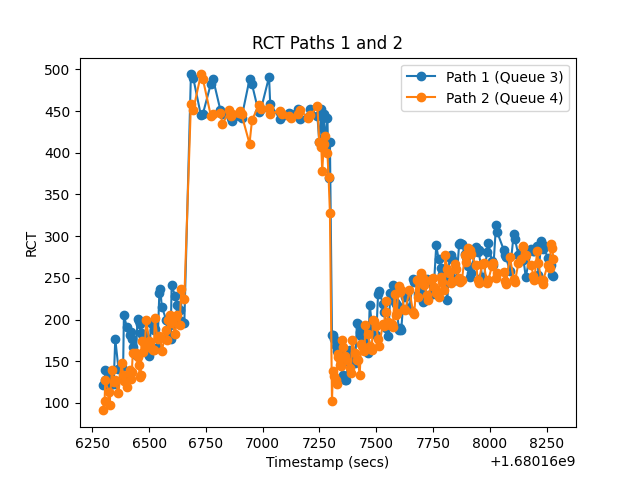 RCT Paths 1 and 2
Path 1 (Queue 3)
Path 2 (Queue 4)
500
450
400
350
300
250
200
150
100
RCT
6250 6500 6750 7000 7250 7500 7750 8000 8250
Timestamp (secs)
+1.68016e9